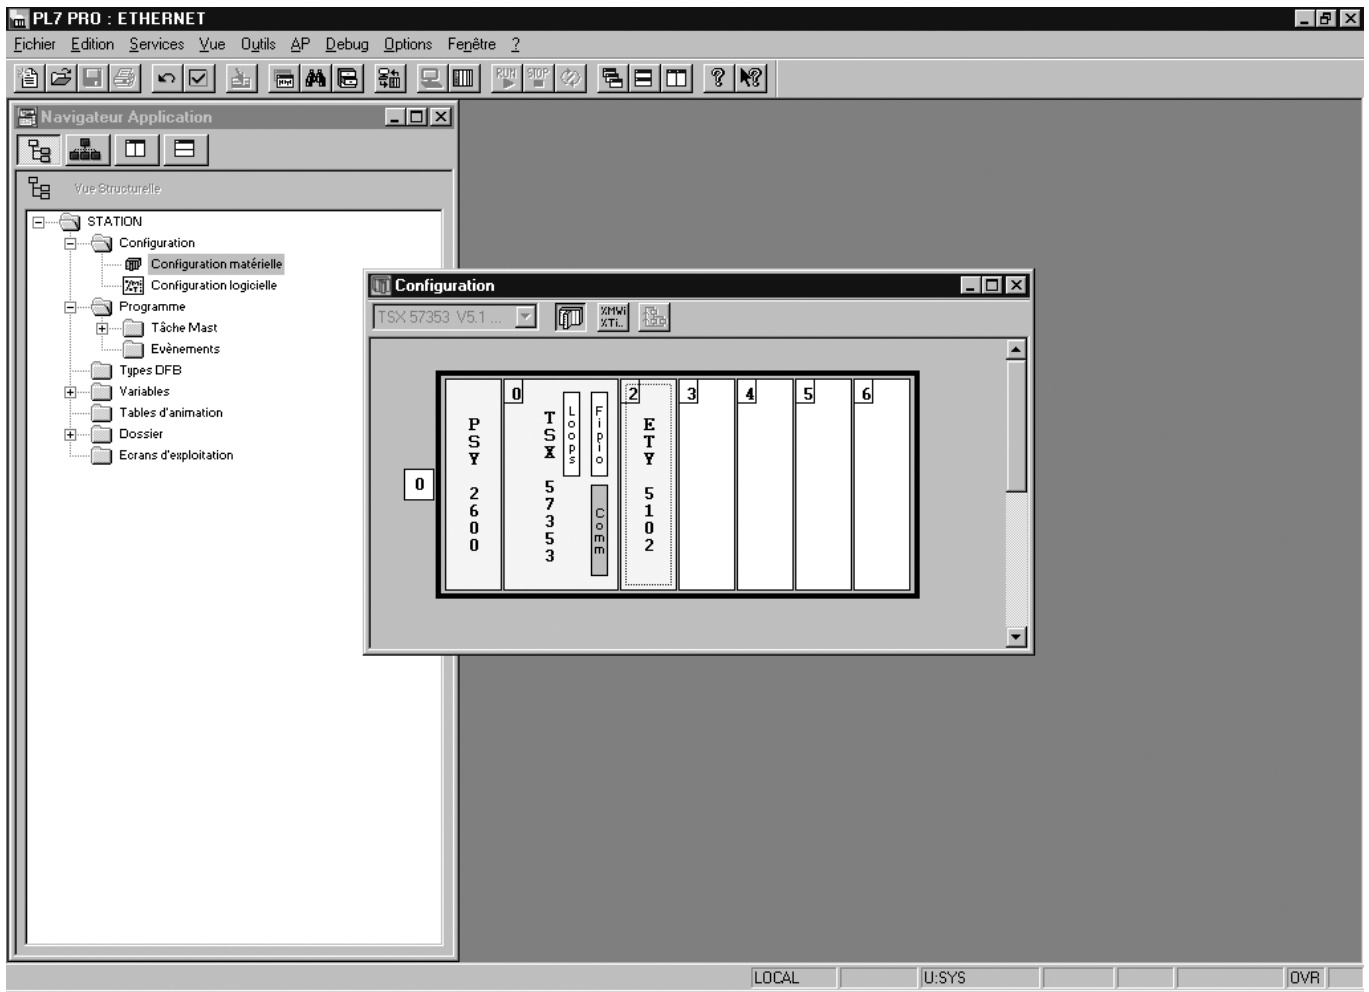 PL7 PRO : ETHERNET
Fichier Edition Services Vue Outils AP Debug Options Fenêtre ?
RUN STOP
Navigateur Application
Vue Structurelle
STATION
Configuration
Configuration matérielle
Configuration logicielle
Programme
Tâche Mast
Evènements
Types DFB
Variables
Tables d'animation
Dossier
Ecrans d'exploitation
Configuration
TSX 57353 V5.1 ...
%MWi
%Ti..
0
PSY 2600
0
TSX 57353
Loops
Fipio
Comm
2
ETY 5102
3
4
5
6
LOCAL U:SYS OVR